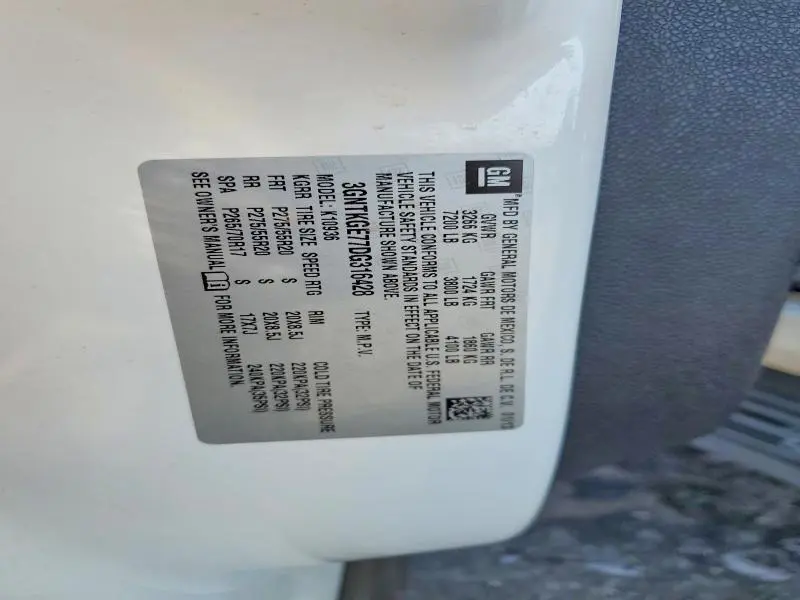 GM
MFD BY GENERAL MOTORS DE MEXICO, S. DE R.L. DE C.V. 01/13
GVWR GAWR FRT GAWR RR
3266 KG 1724 KG 1860 KG
7200 LB 3800 LB 4100 LB
THIS VEHICLE CONFORMS TO ALL APPLICABLE U.S. FEDERAL MOTOR
VEHICLE SAFETY STANDARDS IN EFFECT ON THE DATE OF
MANUFACTURE SHOWN ABOVE.
3GNTKGE77DG316428 TYPE: M.P.V.
MODEL: K10936
KGRR TIRE SIZE SPEED RTG RIM COLD TIRE PRESSURE
FRT P275/55R20 S 20X8.5J 220KPA(32PSI)
RR P275/55R20 S 20X8.5J 220KPA(32PSI)
SPA P265/70R17 S 17X7J 240KPA(35PSI)
SEE OWNER'S MANUAL FOR MORE INFORMATION.